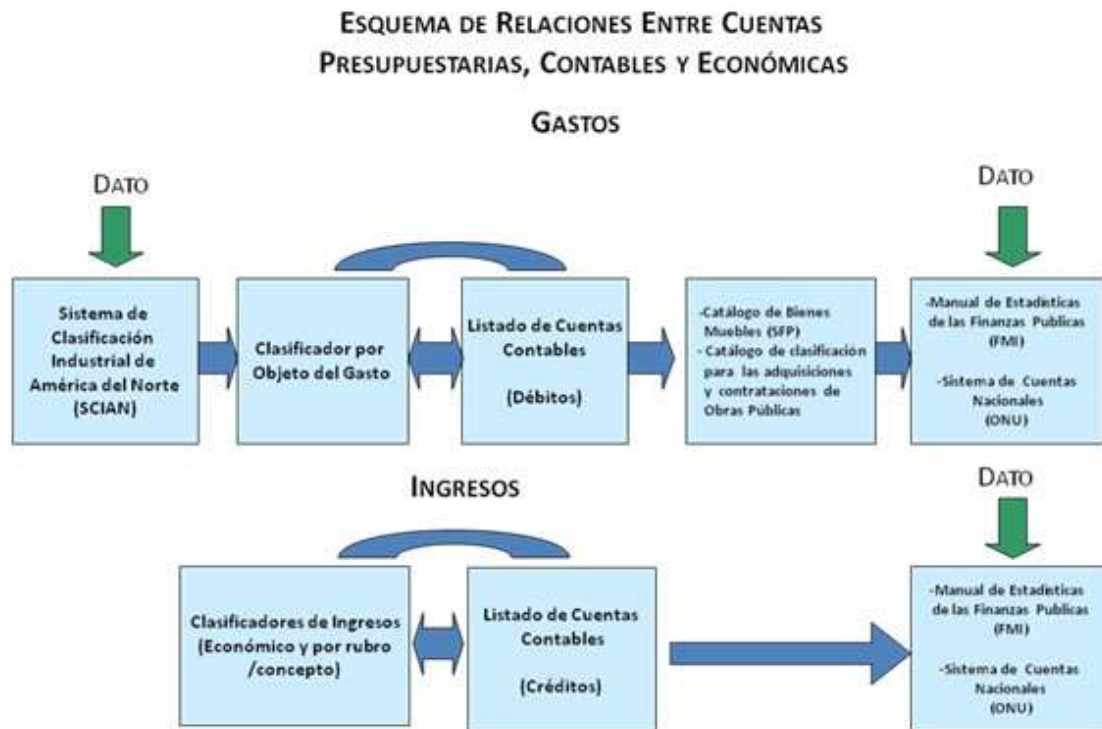 ESQUEMA DE RELACIONES ENTRE CUENTAS
PRESUPUESTARIAS, CONTABLES Y ECONÓMICAS
GASTOS
DATO
DATO
Sistema de
Clasificación
Industrial de
América del Norte
(SCIAN)
Clasificador por
Objeto del Gasto
Listado de Cuentas
Contables
(Débitos)
-Catálogo de Bienes
Muebles (SFP)
- Catálogo de clasificación
para las adquisiciones
y contrataciones de
Obras Públicas
-Manual de Estadísticas
de las Finanzas Publicas
(FMI)
-Sistema de Cuentas
Nacionales
(ONU)
INGRESOS
DATO
Clasificadores de Ingresos
(Económico y por rubro
/concepto)
Listado de Cuentas
Contables
(Créditos)
-Manual de Estadísticas
de las Finanzas Publicas
(FMI)
-Sistema de Cuentas
Nacionales
(ONU)